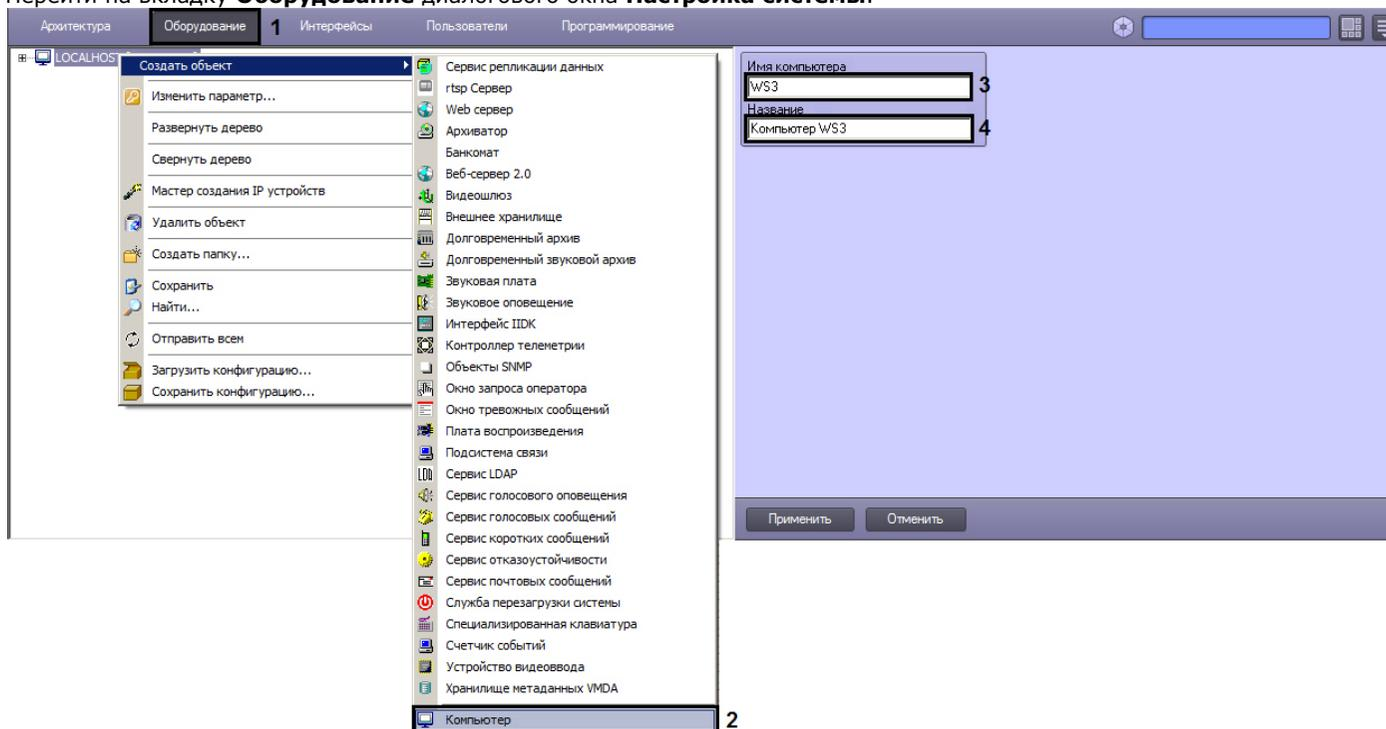 Перейти на вкладку Оборудование диалогового окна Настройка системы.
Архитектура Оборудование 1 Интерфейсы Пользователи Программирование
LOCALHOST
Создать объект
Изменить параметр...
Развернуть дерево
Свернуть дерево
Мастер создания IP устройств
Удалить объект
Создать папку...
Сохранить
Найти...
Отправить всем
Загрузить конфигурацию...
Сохранить конфигурацию...
Сервис репликации данных
rtsp Сервер
Web сервер
Архиватор
Банкомат
Веб-сервер 2.0
Видеошлюз
Внешнее хранилище
Долговременный архив
Долговременный звуковой архив
Звуковая плата
Звуковое оповещение
Интерфейс IIDK
Контроллер телеметрии
Объекты SNMP
Окно запроса оператора
Окно тревожных сообщений
Плата воспроизведения
Подсистема связи
Сервис LDAP
Сервис голосового оповещения
Сервис голосовых сообщений
Сервис коротких сообщений
Сервис отказоустойчивости
Сервис почтовых сообщений
Служба перезагрузки системы
Специализированная клавиатура
Счетчик событий
Устройство видеоввода
Хранилище метаданных VMDA
Компьютер 2
Имя компьютера
WS3 3
Название
Компьютер WS3 4
Применить Отменить